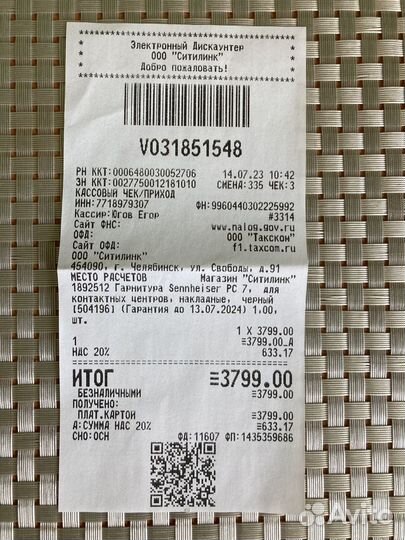 * * * * * * * * * * * * * * * * * * *
* Электронный Дискаунтер *
* ООО "Ситилинк" *
* Добро пожаловать! *
* * * * * * * * * * * * * * * * * * *
V031851548
РН ККТ:0006480030052706 14.07.23 10:42
ЗН ККТ:0027750012181010 СМЕНА:335 ЧЕК:3
КАССОВЫЙ ЧЕК/ПРИХОД
ИНН:7718979307 ФН:9960440302225992
Кассир:Югов Егор #3314
Сайт ФНС: www.nalog.gov.ru
ОФД: ООО "Такском"
Сайт ОФД: f1.taxcom.ru
ООО "Ситилинк"
454090, г. Челябинск, ул. Свободы, д.91
МЕСТО РАСЧЕТОВ Магазин "Ситилинк"
1892512 Гарнитура Sennheiser PC 7, для
контактных центров, накладные, черный
[504196] (Гарантия до 13.07.2024) 1,00,
шт.
1 X 3799.00
1 ≡3799.00_А
НДС 20% 633.17
ИТОГ ≡3799.00
БЕЗНАЛИЧНЫМИ ≡3799.00
ПОЛУЧЕНО:
ПЛАТ.КАРТОЙ ≡3799.00
А:СУММА НДС 20% ≡633.17
СНО:ОСН ФД:11607 ФП:1435359686
Avito